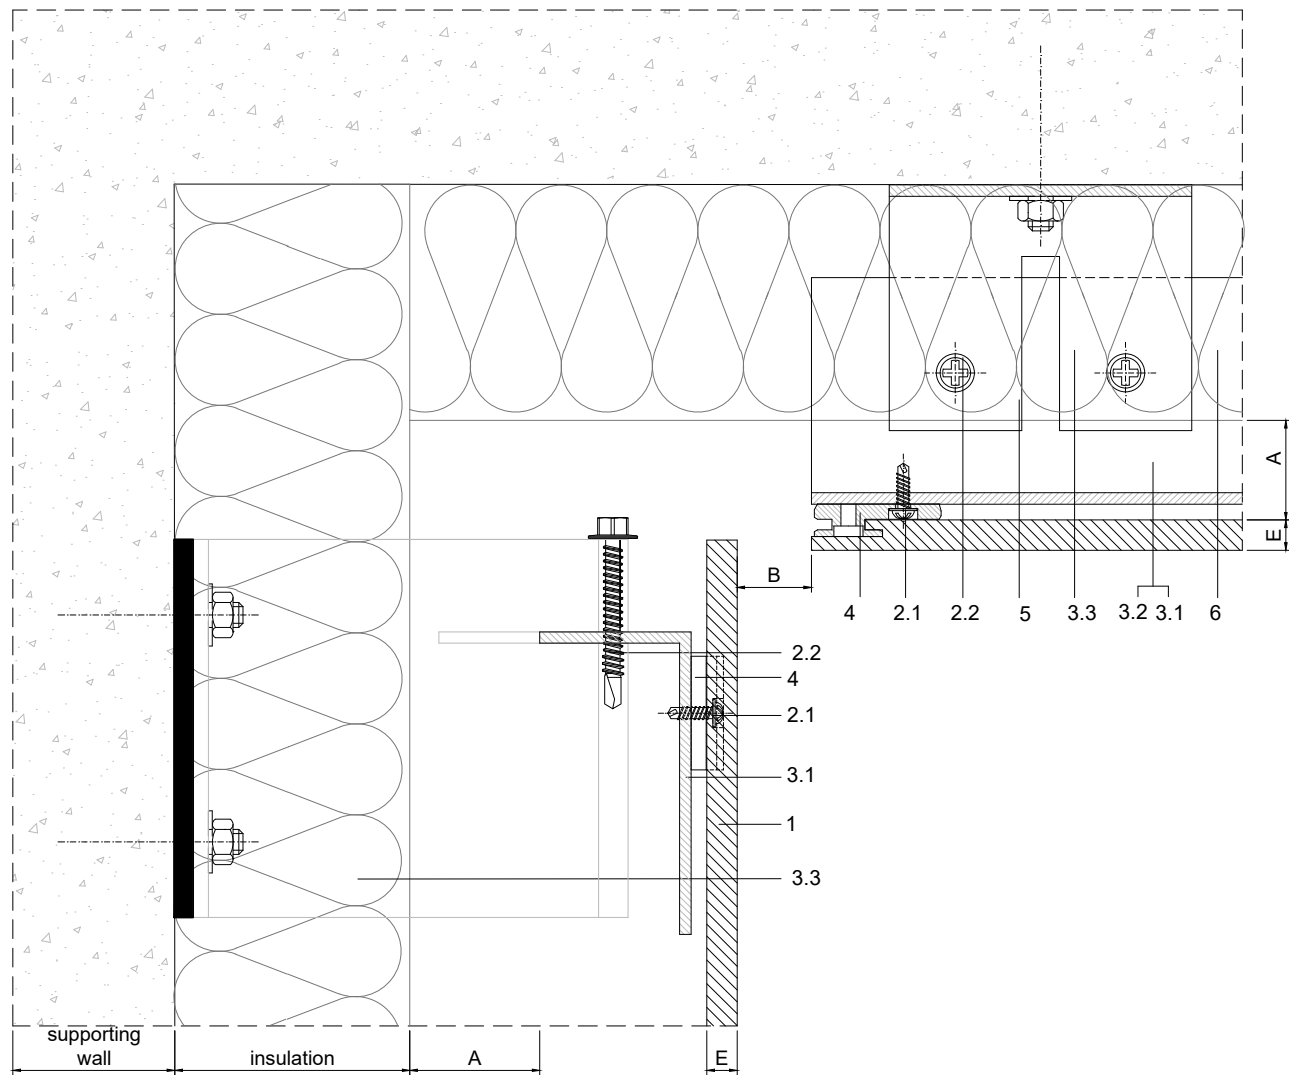 A
E
B
4 2.1 2.2 5 3.3 3.2 3.1 6
2.2
4
2.1
3.1
1
3.3
supporting
wall
insulation
A
E